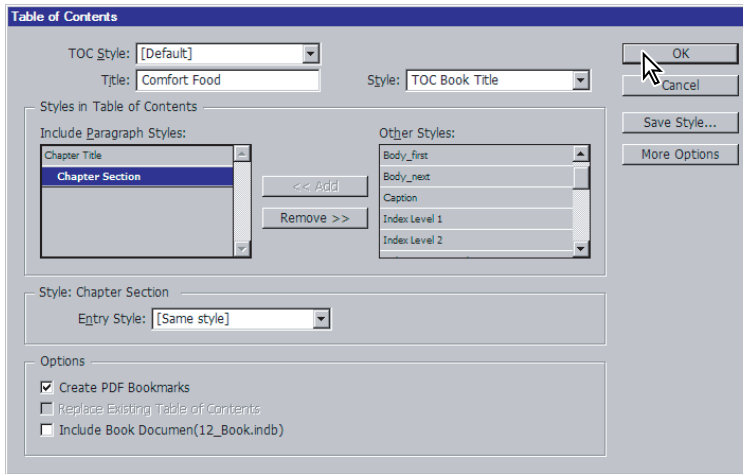 Table of Contents
TOC Style: [Default]
Title: Comfort Food Style: TOC Book Title
OK
Cancel
Save Style...
More Options
Styles in Table of Contents
Include Paragraph Styles:
Chapter Title
Chapter Section
<< Add
Remove >>
Other Styles:
Body_first
Body_next
Caption
Index Level 1
Index Level 2
Style: Chapter Section
Entry Style: [Same style]
Options
Create PDF Bookmarks
Replace Existing Table of Contents
Include Book Documen(12_Book.indb)